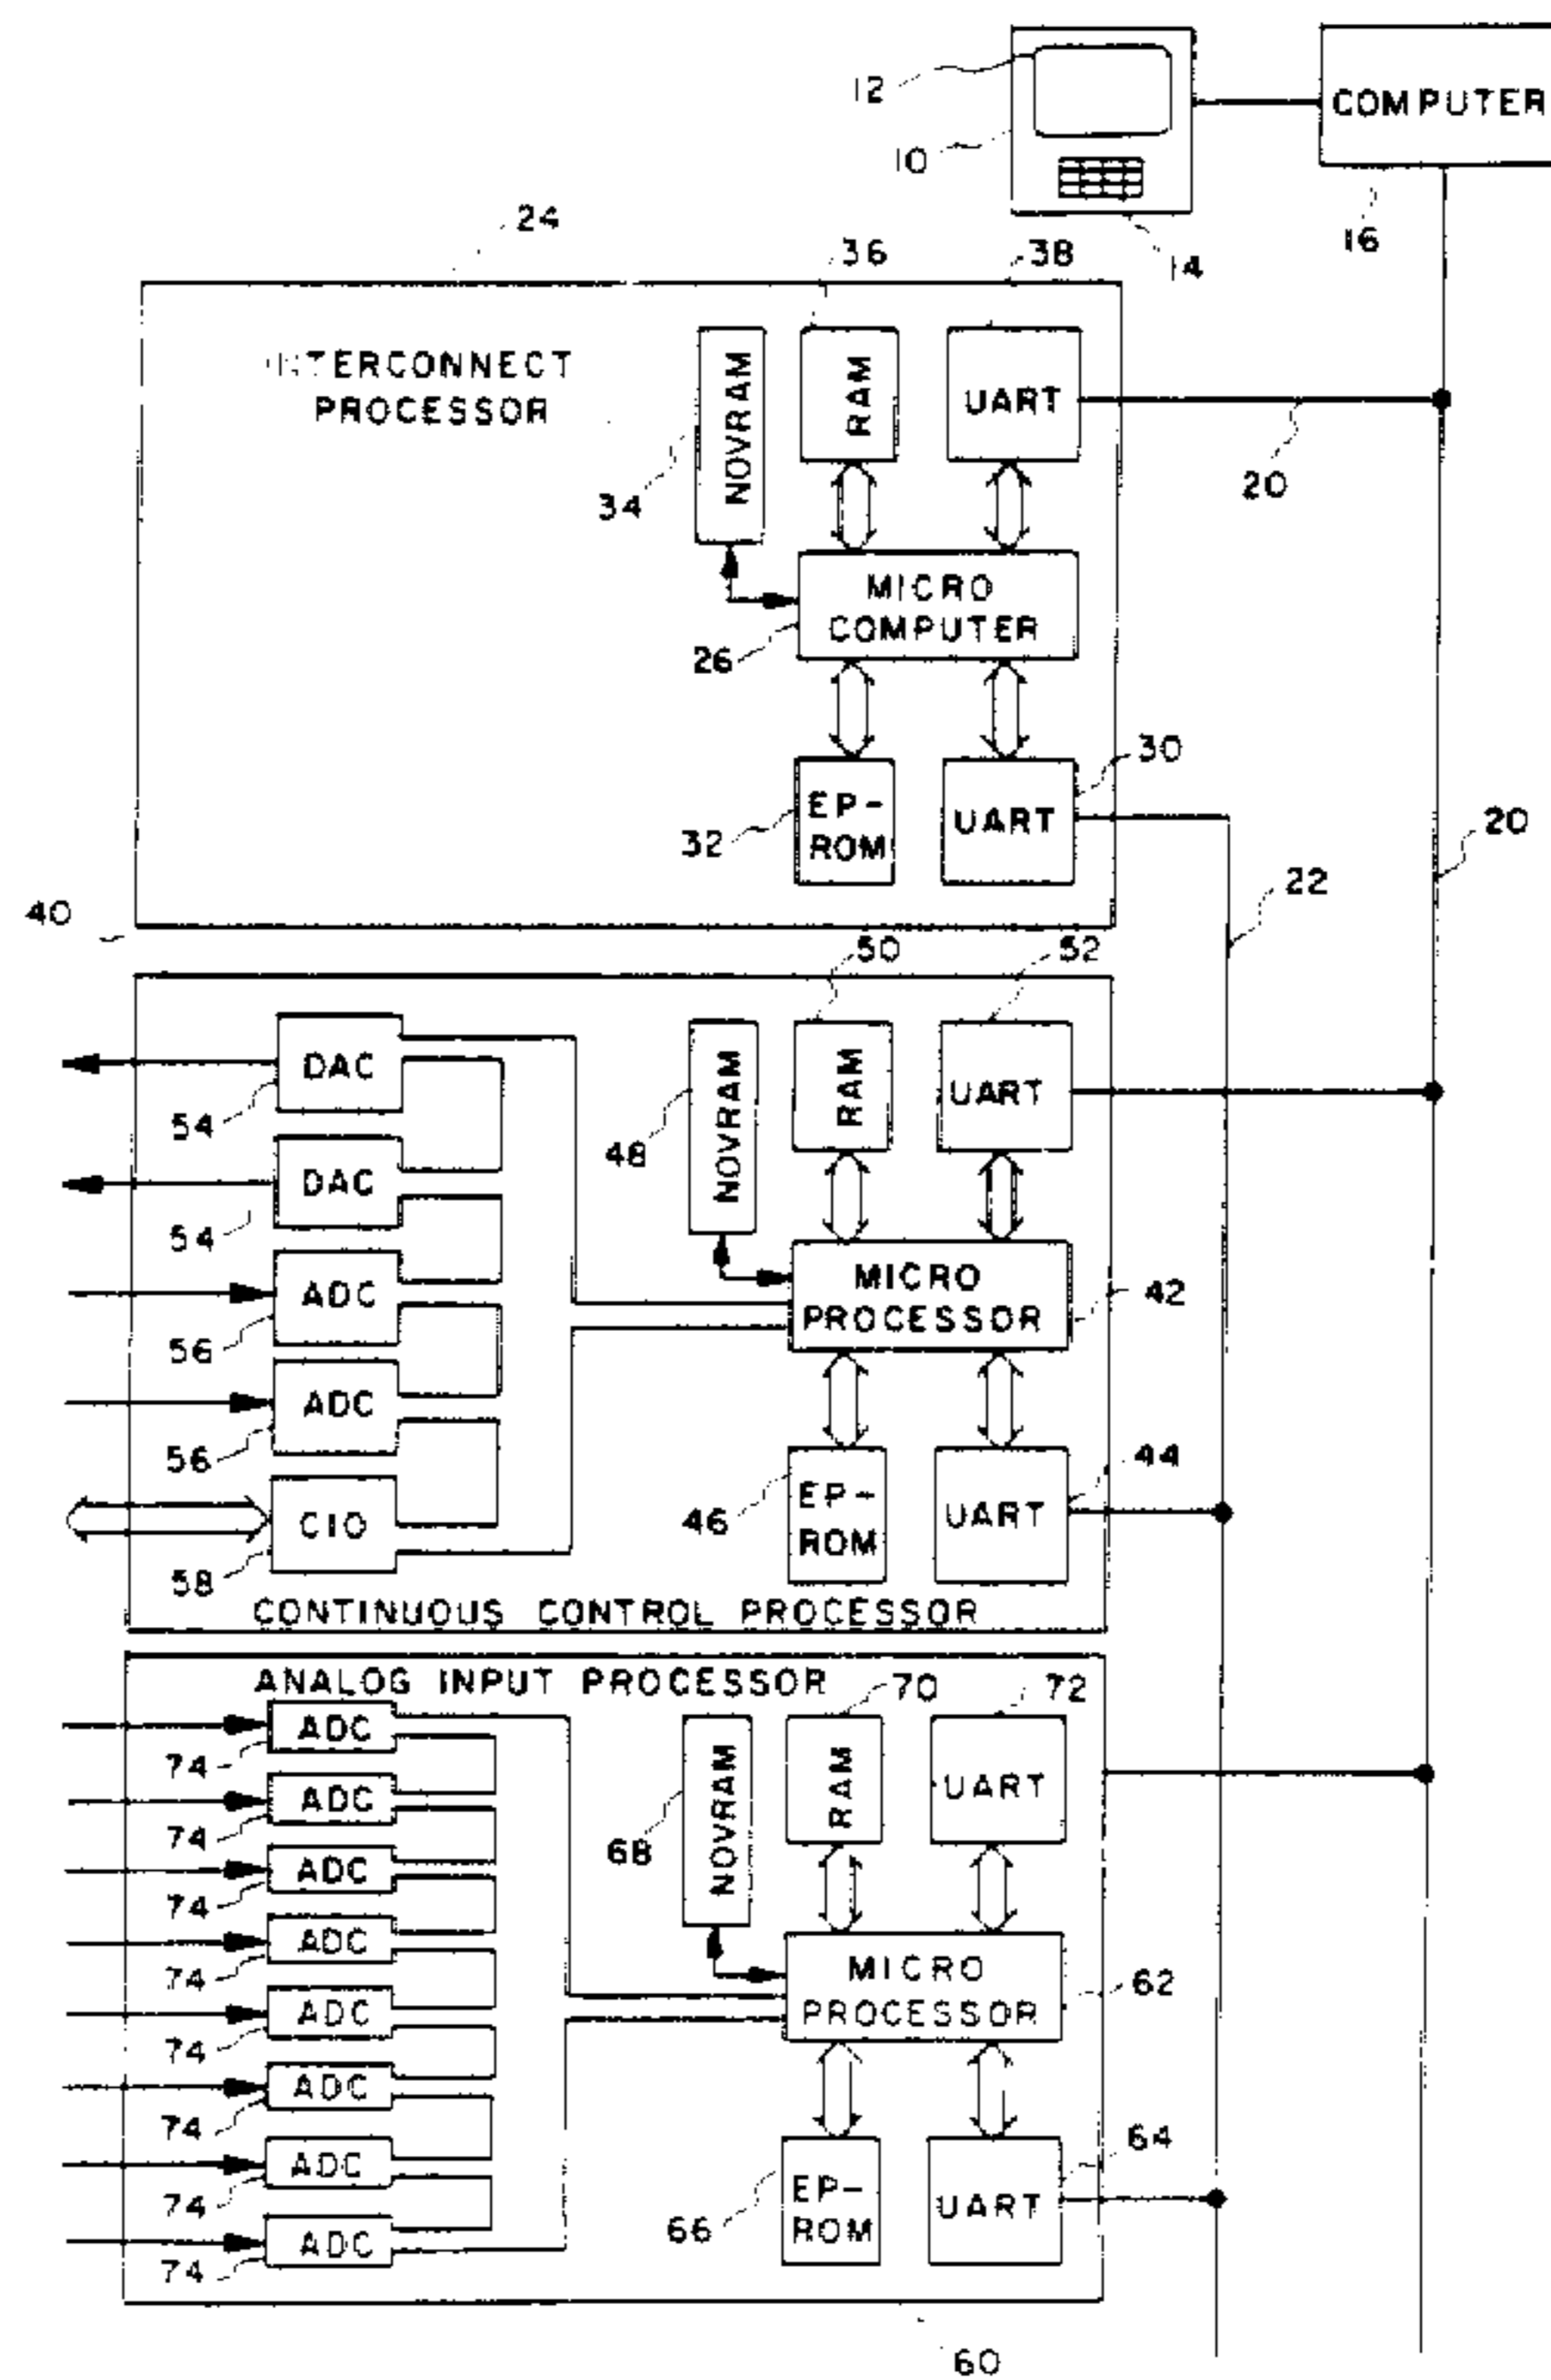 12
COMPUTER
10
24
14
16
36
38
INTERCONNECT
PROCESSOR
NOVRAM
RAM
UART
34
20
MICRO
COMPUTER
26
30
EP-
ROM
UART
32
20
22
40
50
52
DAC
NOVRAM
RAM
UART
54
48
DAC
54
ADC
MICRO
PROCESSOR
42
56
ADC
56
44
EP-
ROM
UART
46
CIO
58
CONTINUOUS CONTROL PROCESSOR
ANALOG INPUT PROCESSOR
70
72
ADC
74
NOVRAM
RAM
UART
ADC
74
68
ADC
74
ADC
74
MICRO
PROCESSOR
62
ADC
74
ADC
74
64
ADC
74
EP-
ROM
UART
66
ADC
74
60